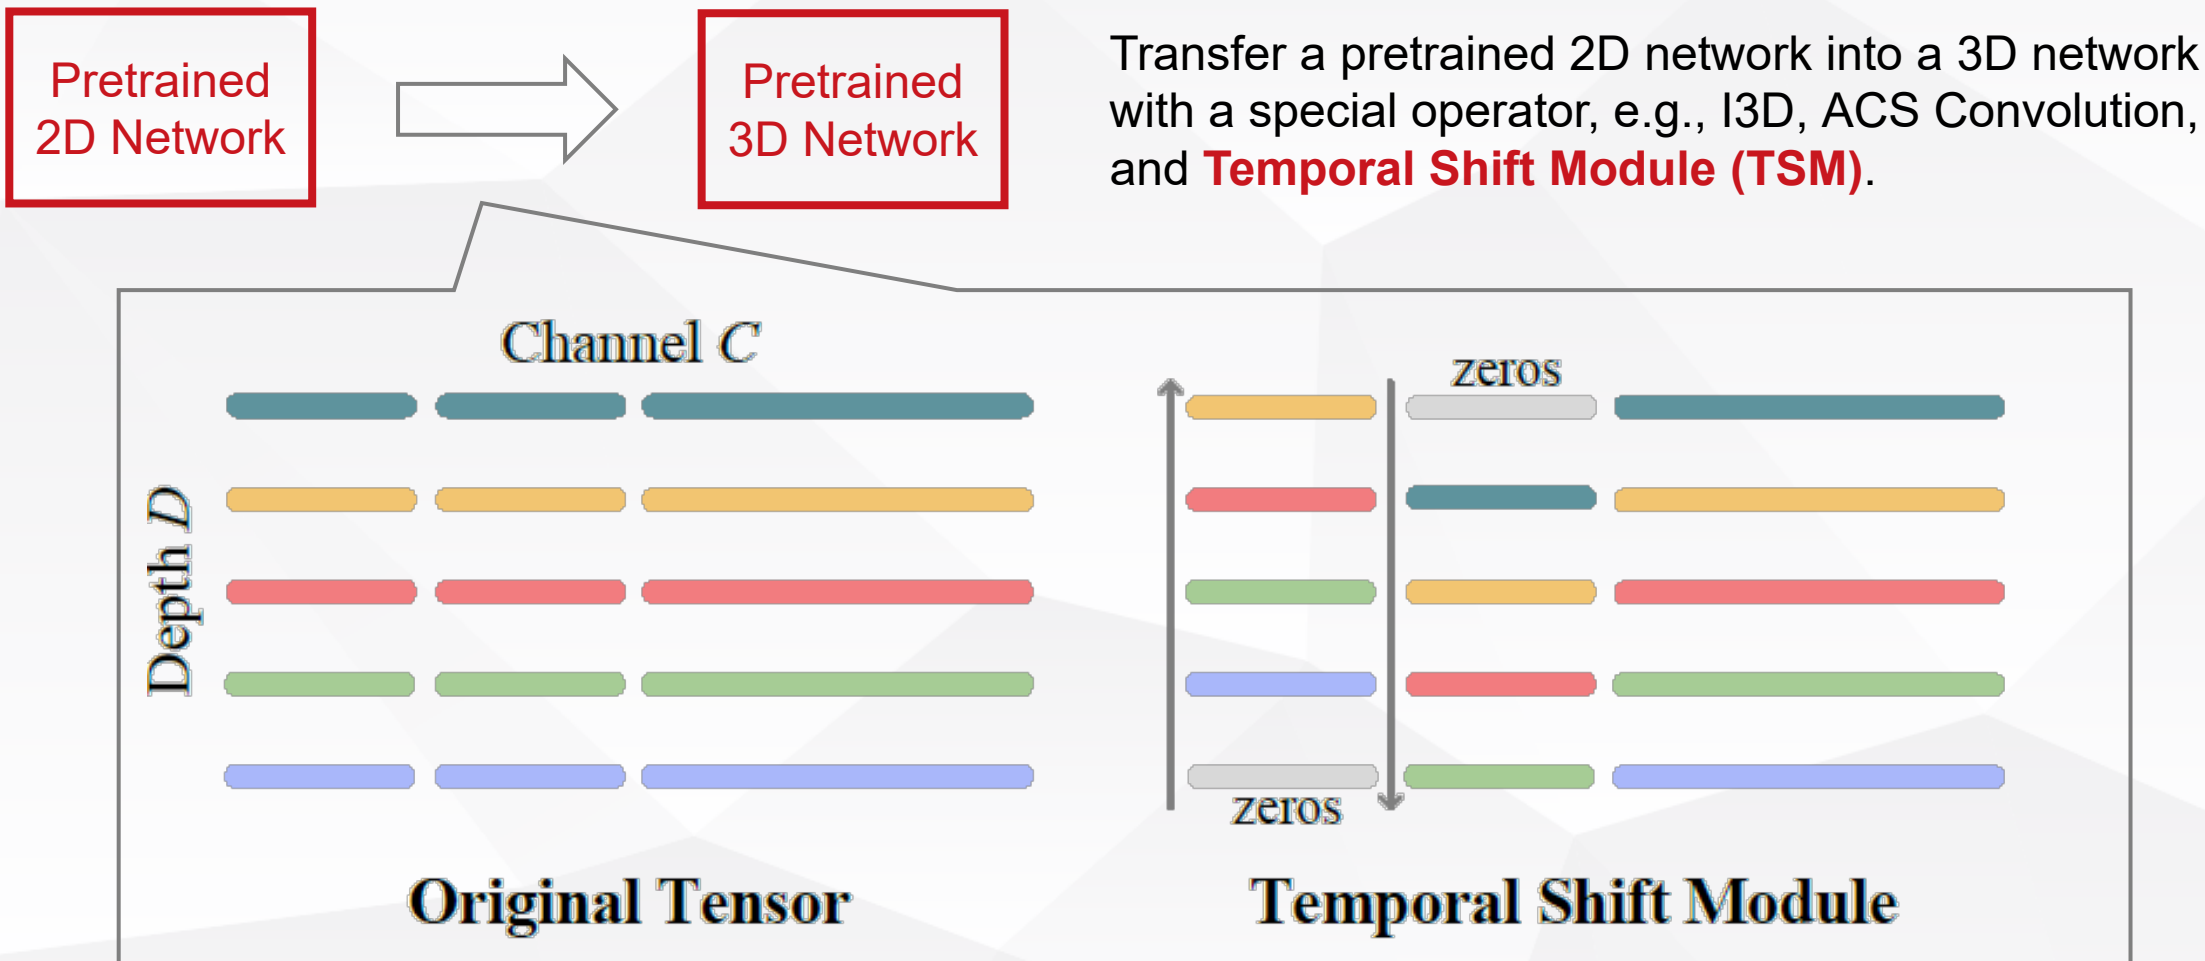 Pretrained
2D Network
Pretrained
3D Network
Transfer a pretrained 2D network into a 3D network
with a special operator, e.g., I3D, ACS Convolution,
and Temporal Shift Module (TSM).
Channel C
Depth D
zeros
zeros
Original Tensor
Temporal Shift Module